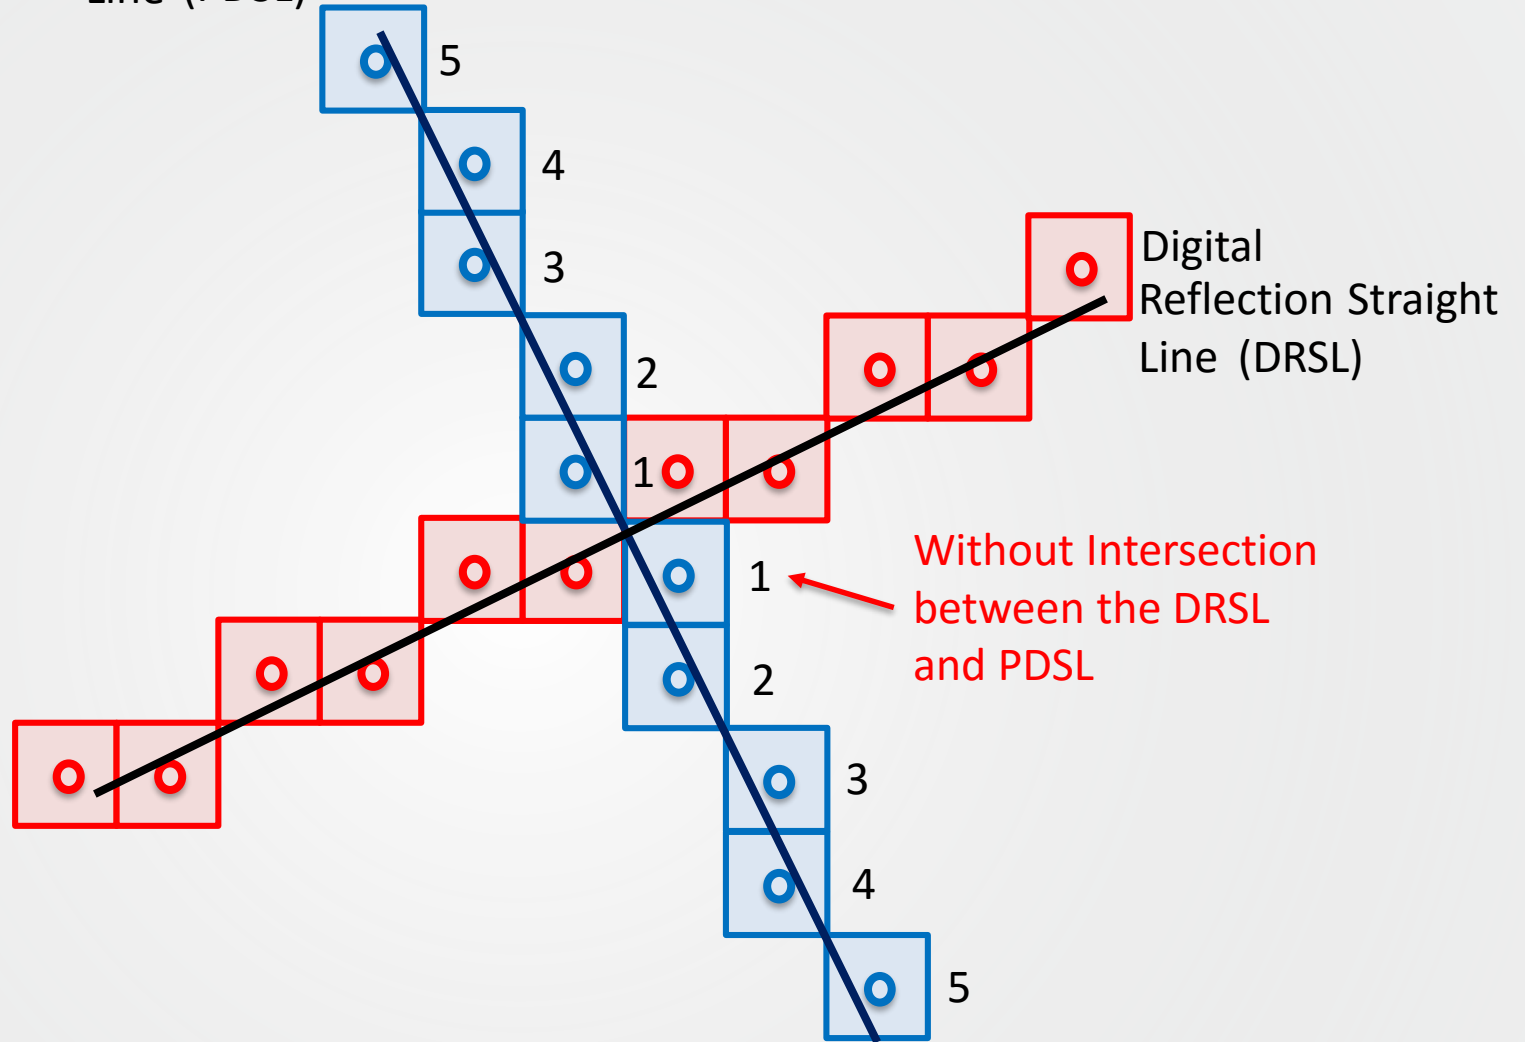 5
4
3
Digital
Reflection Straight
Line (DRSL)
2
1
Without Intersection
between the DRSL
and PDSL
1
2
3
4
5